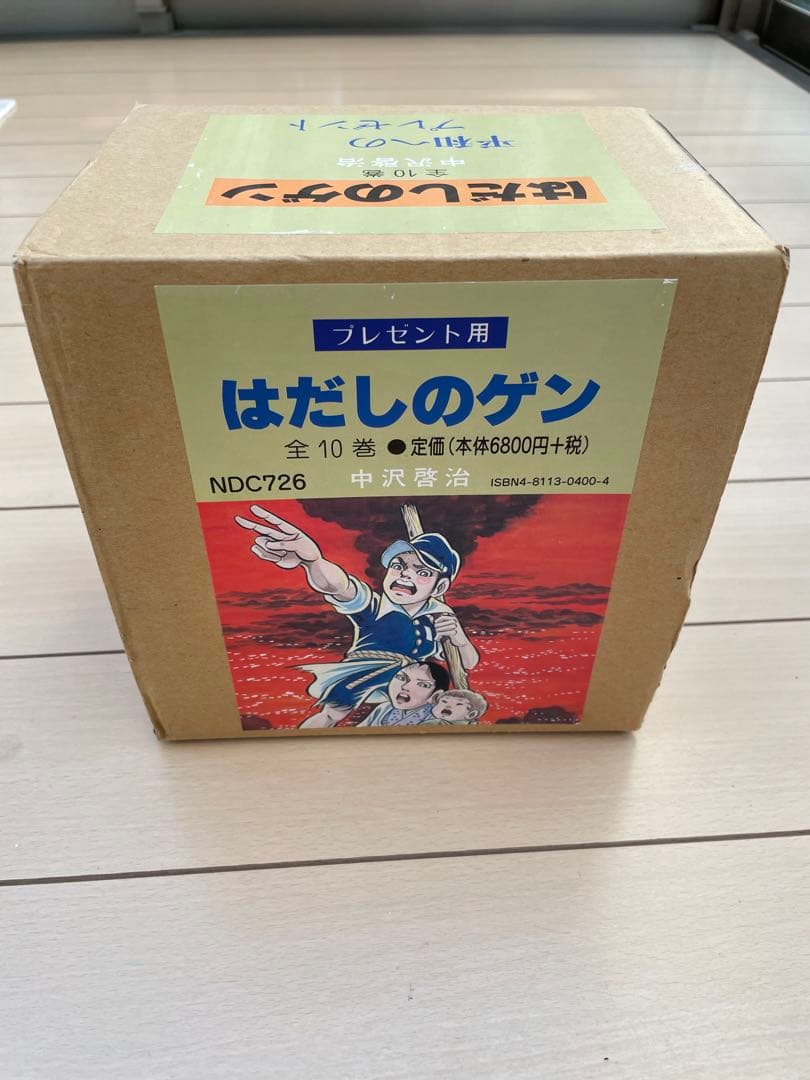 はだしのゲン
全10巻
中沢啓治
平和への
プレゼント
プレゼント用
はだしのゲン
全10巻 ●定価(本体6800円+税)
NDC726 中沢啓治 ISBN4-8113-0400-4